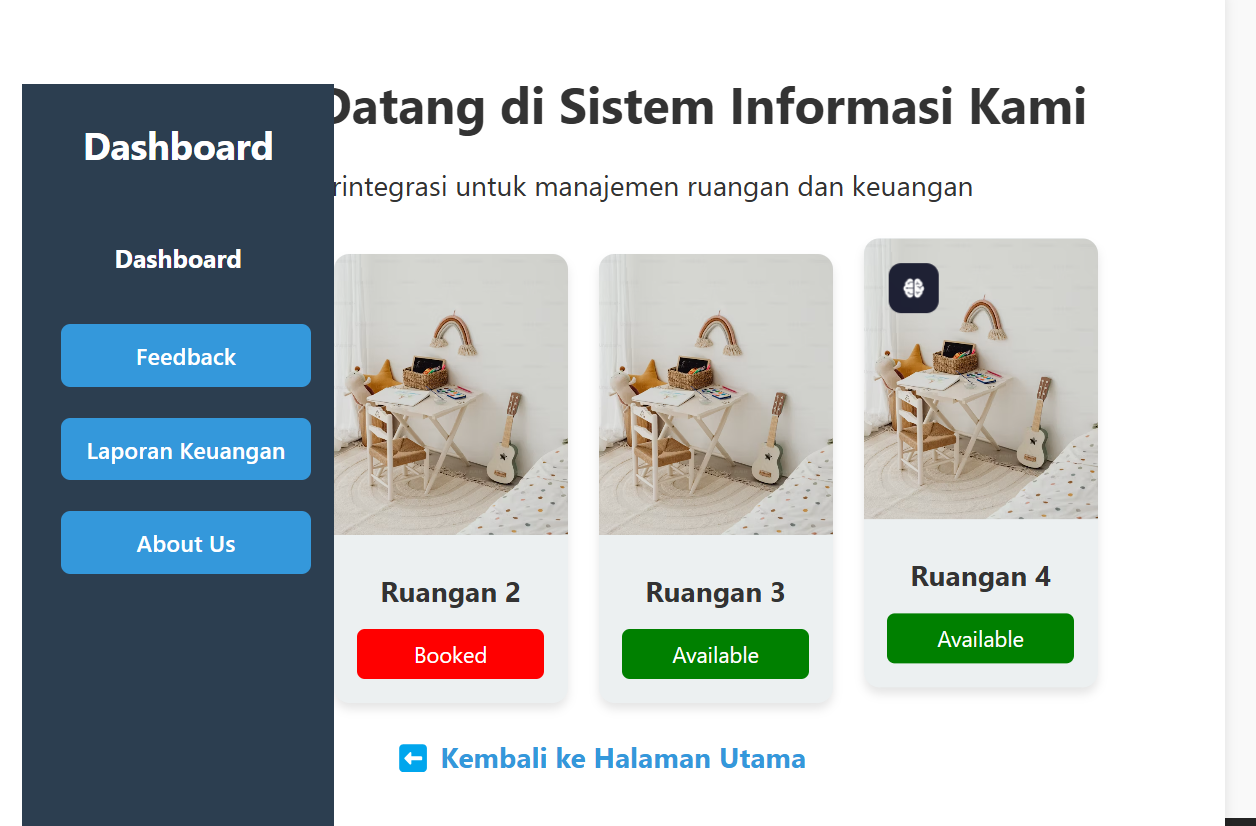 Datang di Sistem Informasi Kami
rintegrasi untuk manajemen ruangan dan keuangan
Dashboard
Dashboard
Feedback
Laporan Keuangan
About Us
Ruangan 2
Booked
Ruangan 3
Available
Ruangan 4
Available
Kembali ke Halaman Utama